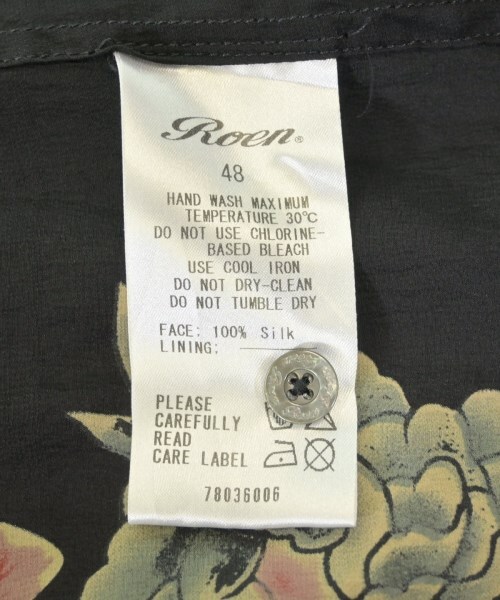 Roen®
48
HAND WASH MAXIMUM
TEMPERATURE 30℃
DO NOT USE CHLORINE-
BASED BLEACH
USE COOL IRON
DO NOT DRY-CLEAN
DO NOT TUMBLE DRY
FACE: 100% Silk
LINING:
PLEASE
CAREFULLY
READ
CARE LABEL
78036006